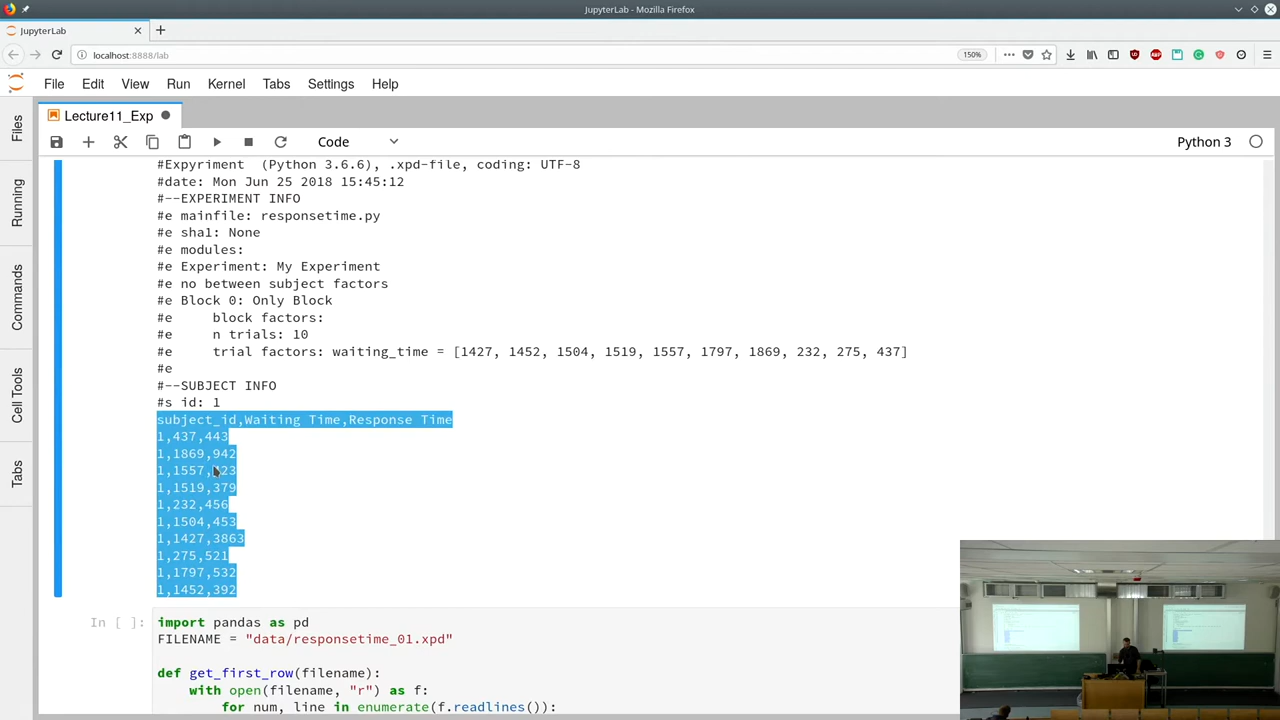 JupyterLab - Mozilla Firefox
JupyterLab
localhost:8888/lab
150%
File Edit View Run Kernel Tabs Settings Help
Lecture11_Exp
Code
Python 3
Files
Running
Commands
Cell Tools
Tabs
#Expyriment  (Python 3.6.6), .xpd-file, coding: UTF-8
#date: Mon Jun 25 2018 15:45:12
#--EXPERIMENT INFO
#e mainfile: responsetime.py
#e sha1: None
#e modules:
#e Experiment: My Experiment
#e no between subject factors
#e Block 0: Only Block
#e     block factors:
#e     n trials: 10
#e     trial factors: waiting_time = [1427, 1452, 1504, 1519, 1557, 1797, 1869, 232, 275, 437]
#e
#--SUBJECT INFO
#s id: 1
subject_id,Waiting Time,Response Time
1,437,443
1,1869,942
1,1519,379
1,232,456
1,1504,453
1,1427,3863
1,275,521
1,1797,532
1,1452,392
In [ ]:
import pandas as pd
FILENAME = "data/responsetime_01.xpd"
def get_first_row(filename):
with open(filename, "r") as f:
for num, line in enumerate(f.readlines()):